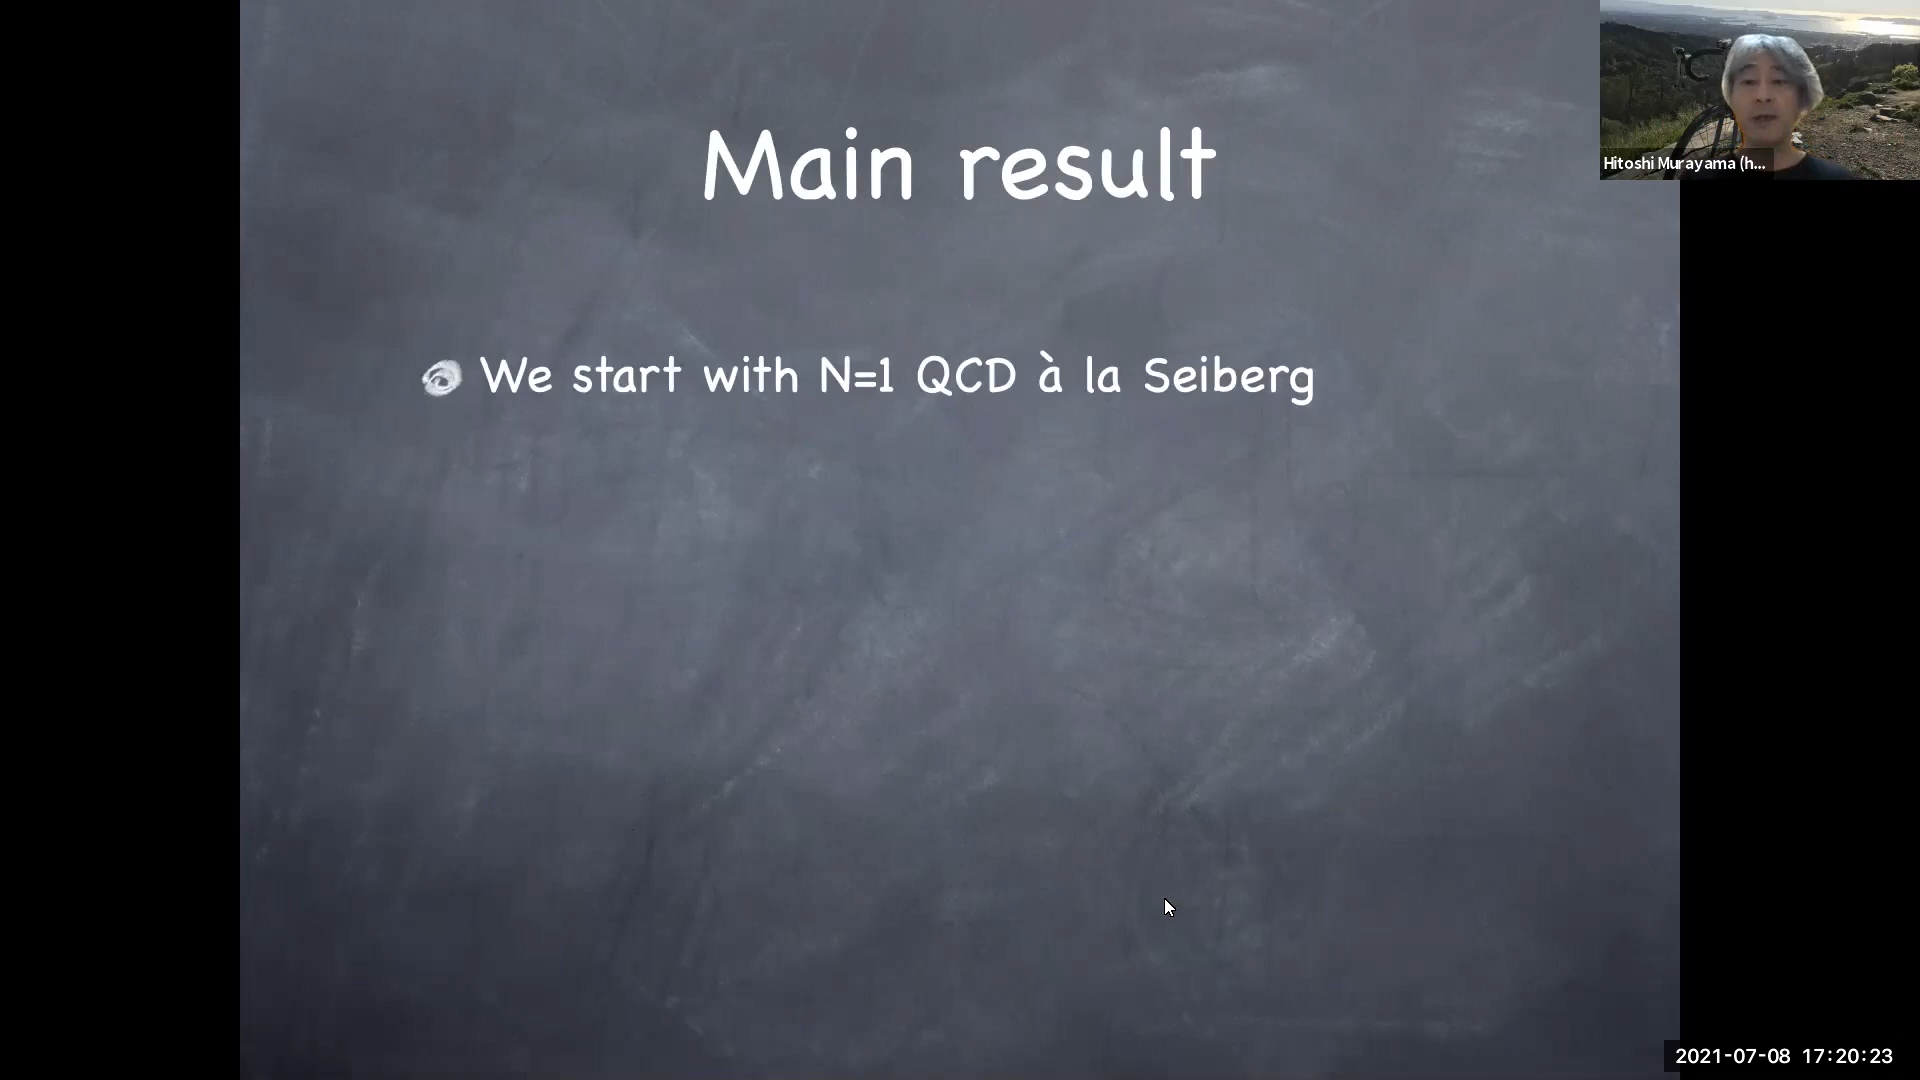 Main result
We start with N=1 QCD à la Seiberg
Hitoshi Murayama (h...
2021-07-08 17:20:23